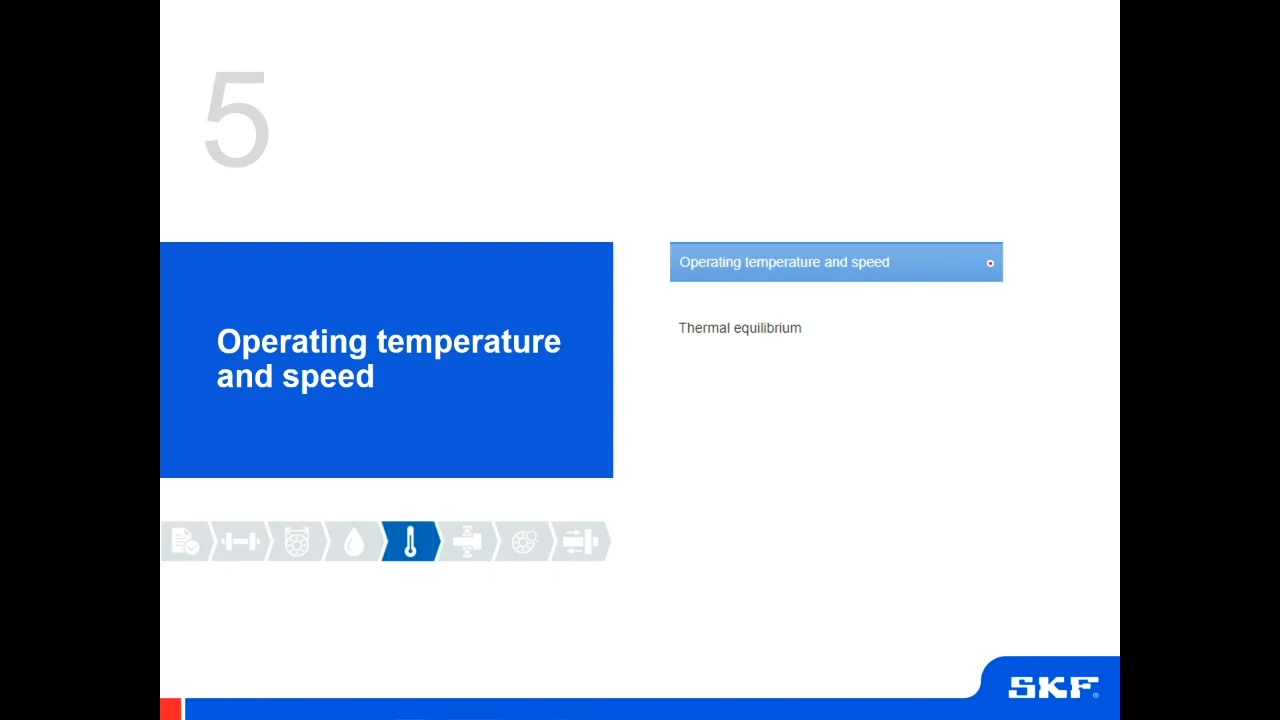 5
Operating temperature
and speed
Operating temperature and speed
Thermal equilibrium
SKF®